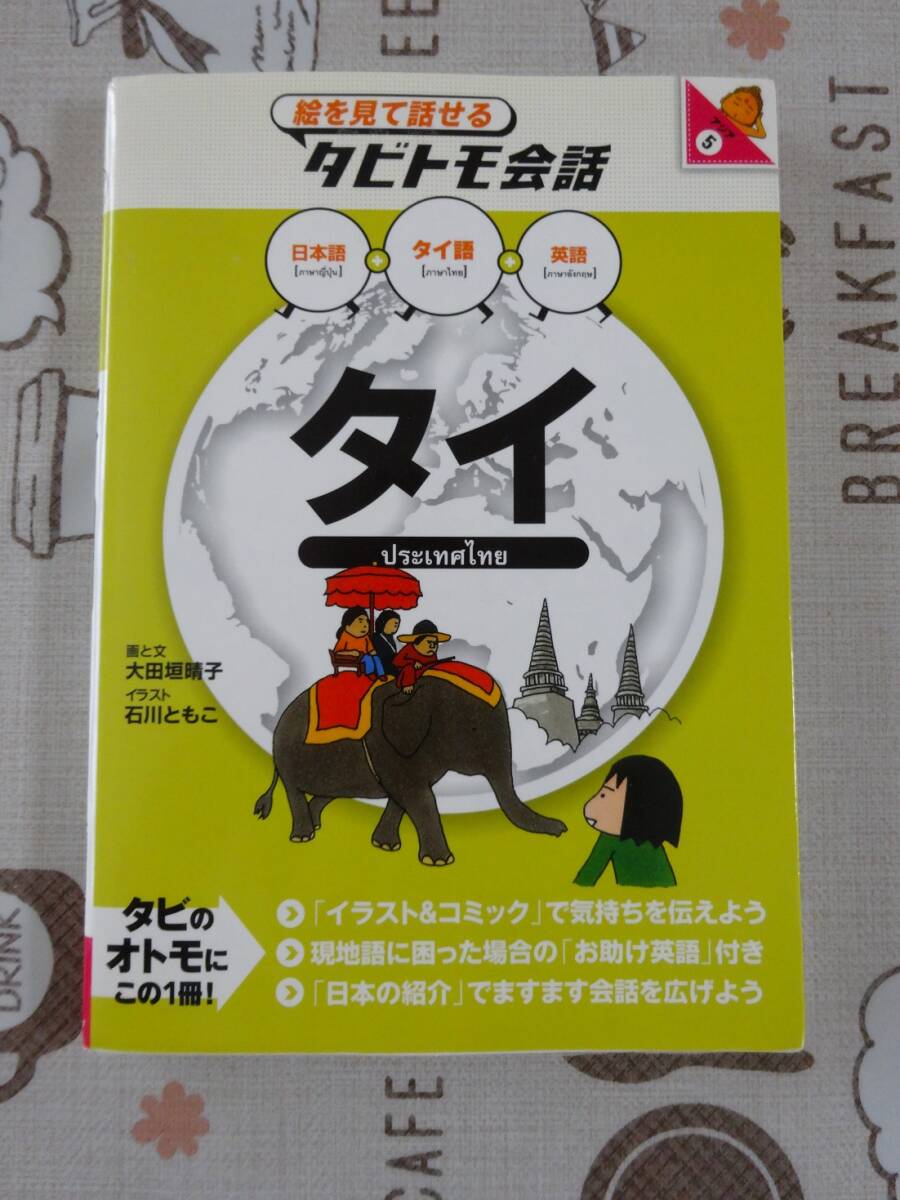 絵を見て話せる
タビトモ会話
アジア
5
日本語
[ภาษาญี่ปุ่น]
タイ語
[ภาษาไทย]
英語
[ภาษาอังกฤษ]
タイ
ประเทศไทย
画と文
大田垣晴子
イラスト
石川ともこ
タビの
オトモに
この1冊!
「イラスト&コミック」で気持ちを伝えよう
現地語に困った場合の「お助け英語」付き
「日本の紹介」でますます会話を広げよう
BREAKFAST
DRINK
CAFE